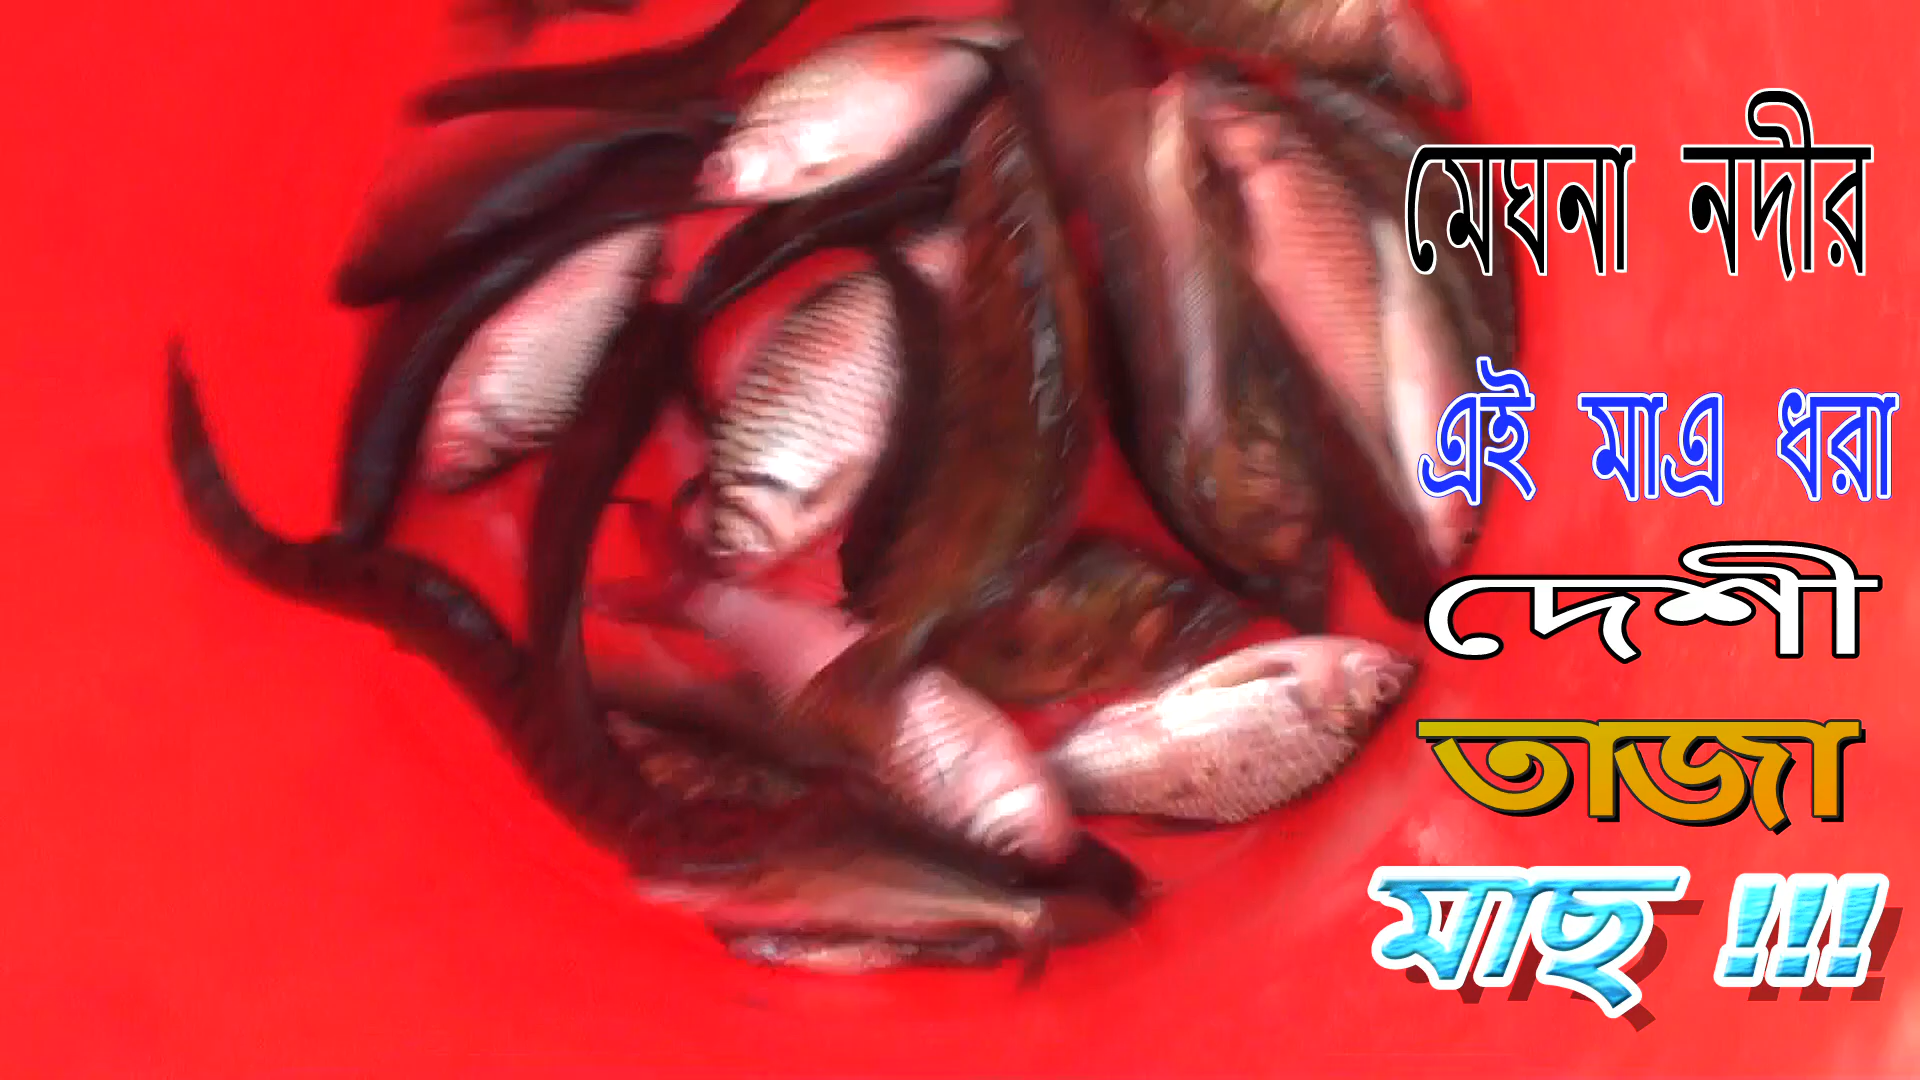 মেঘনা নদীর
এই মাএ ধরা
দেশী
তাজা
মাছ !!!